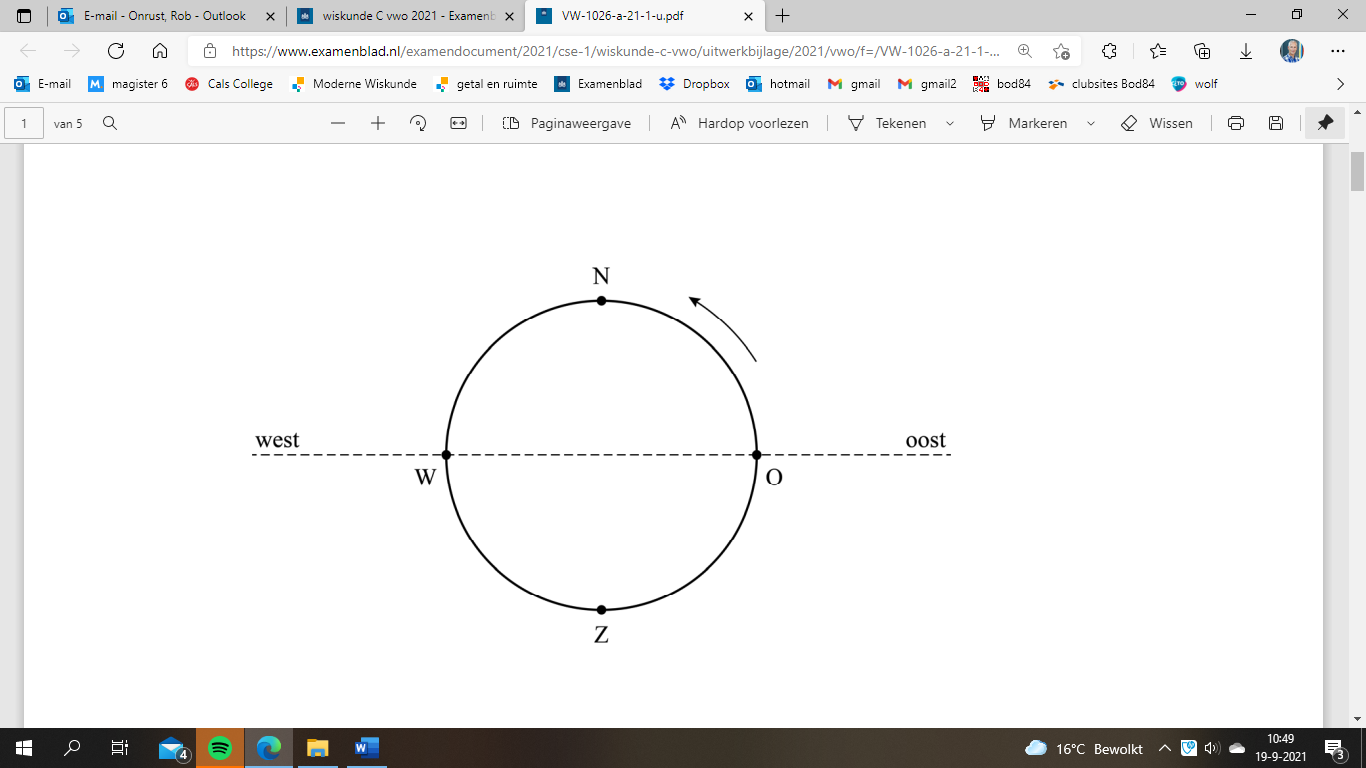 E-mail - Onrust, Rob - Outlook
wiskunde C vwo 2021 - Examenb
VW-1026-a-21-1-u.pdf
https://www.examenblad.nl/examendocument/2021/cse-1/wiskunde-c-vwo/uitwerkbijlage/2021/vwo/f=/VW-1026-a-21-1-...
E-mail
magister 6
Cals College
Moderne Wiskunde
getal en ruimte
Examenblad
Dropbox
hotmail
gmail
gmail2
bod84
clubsites Bod84
wolf
1 van 5
Paginaweergave
Hardop voorlezen
Tekenen
Markeren
Wissen
N
west
oost
W
O
Z
4
16°C Bewolkt
10:49
19-9-2021
3